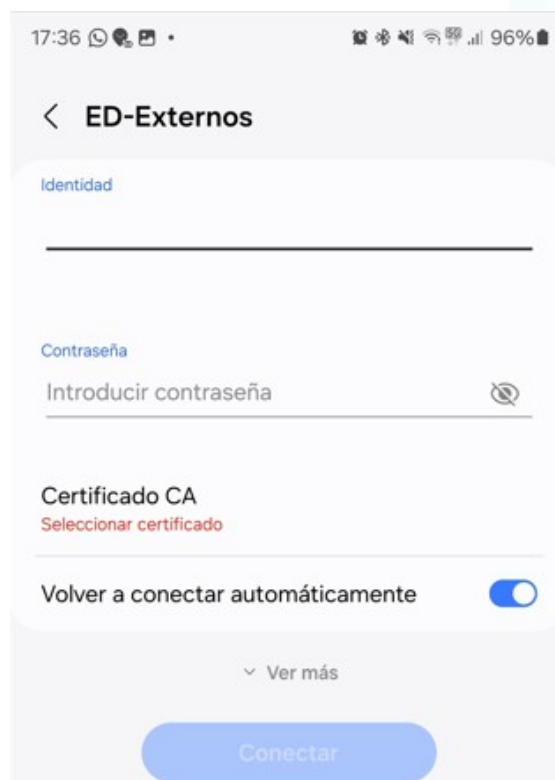 17:36 96%
ED-Externos
Identidad
Contraseña
Introducir contraseña
Certificado CA
Seleccionar certificado
Volver a conectar automáticamente
Ver más
Conectar